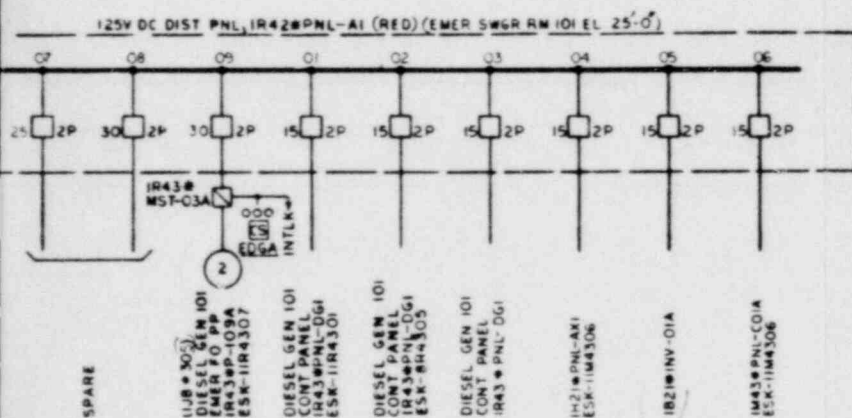 125V DC DIST PNL, 1R42*PNL-A1 (RED) (EMER SWGR RM 101 EL 25'-0")
07 08 09 01 02 03 04 05 06
25 2P 30 2P 30 2P 15 2P 15 2P 15 2P 15 2P 15 2P 15 2P
1R43*
MST-03A
CS
EDGA
INTLK
2
SPARE
DIESEL GEN 101
EMER FO PP
1R43*P-109A
ESK-11R4307
DIESEL GEN 101
CONT PANEL
1R43*PNL-DG1
ESK-11R4301
DIESEL GEN 101
CONT PANEL
1R43*PNL-DG1
ESK-8R4305
DIESEL GEN 101
CONT PANEL
1R43*PNL-DG1
1H21*PNL-AX1
ESK-11M4306
1B21*INV-01A
1M43*PNL-CO1A
ESK-11M4306